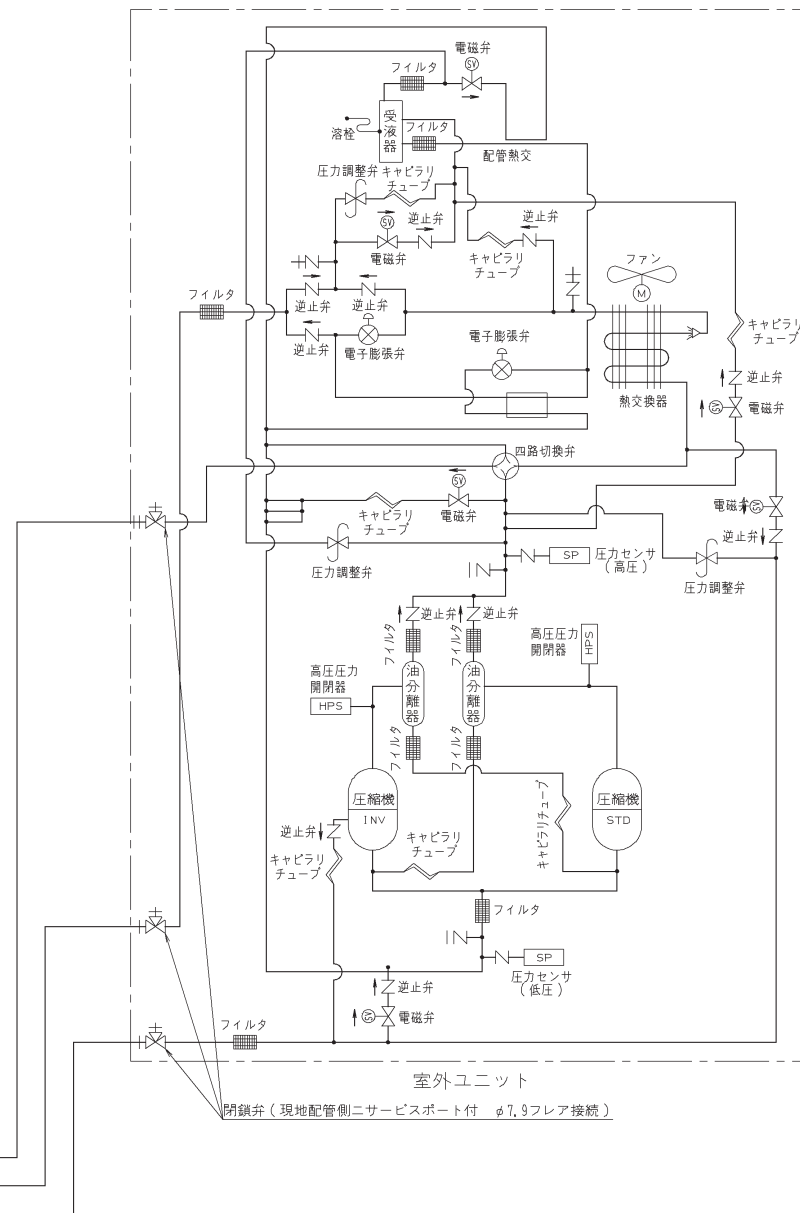 電磁弁
SV
フィルタ
受液器
溶栓
フィルタ
配管熱交
圧力調整弁
キャピラリ
チューブ
SV
逆止弁
電磁弁
逆止弁
キャピラリ
チューブ
ファン
M
フィルタ
逆止弁
逆止弁
逆止弁
電子膨張弁
電子膨張弁
キャピラリ
チューブ
逆止弁
熱交換器
SV
電磁弁
四路切換弁
SV
キャピラリ
チューブ
電磁弁
電磁弁
SV
逆止弁
圧力調整弁
SP
圧力センサ
(高圧)
圧力調整弁
逆止弁
逆止弁
フィルタ
フィルタ
高圧圧力
開閉器
HPS
高圧圧力
開閉器
HPS
油分離器
油分離器
フィルタ
フィルタ
圧縮機
INV
圧縮機
STD
逆止弁
キャピラリ
チューブ
キャピラリ
チューブ
キャピラリチューブ
フィルタ
SP
圧力センサ
(低圧)
逆止弁
SV
電磁弁
フィルタ
室外ユニット
閉鎖弁(現地配管側ニサービスポート付 φ7.9フレア接続)